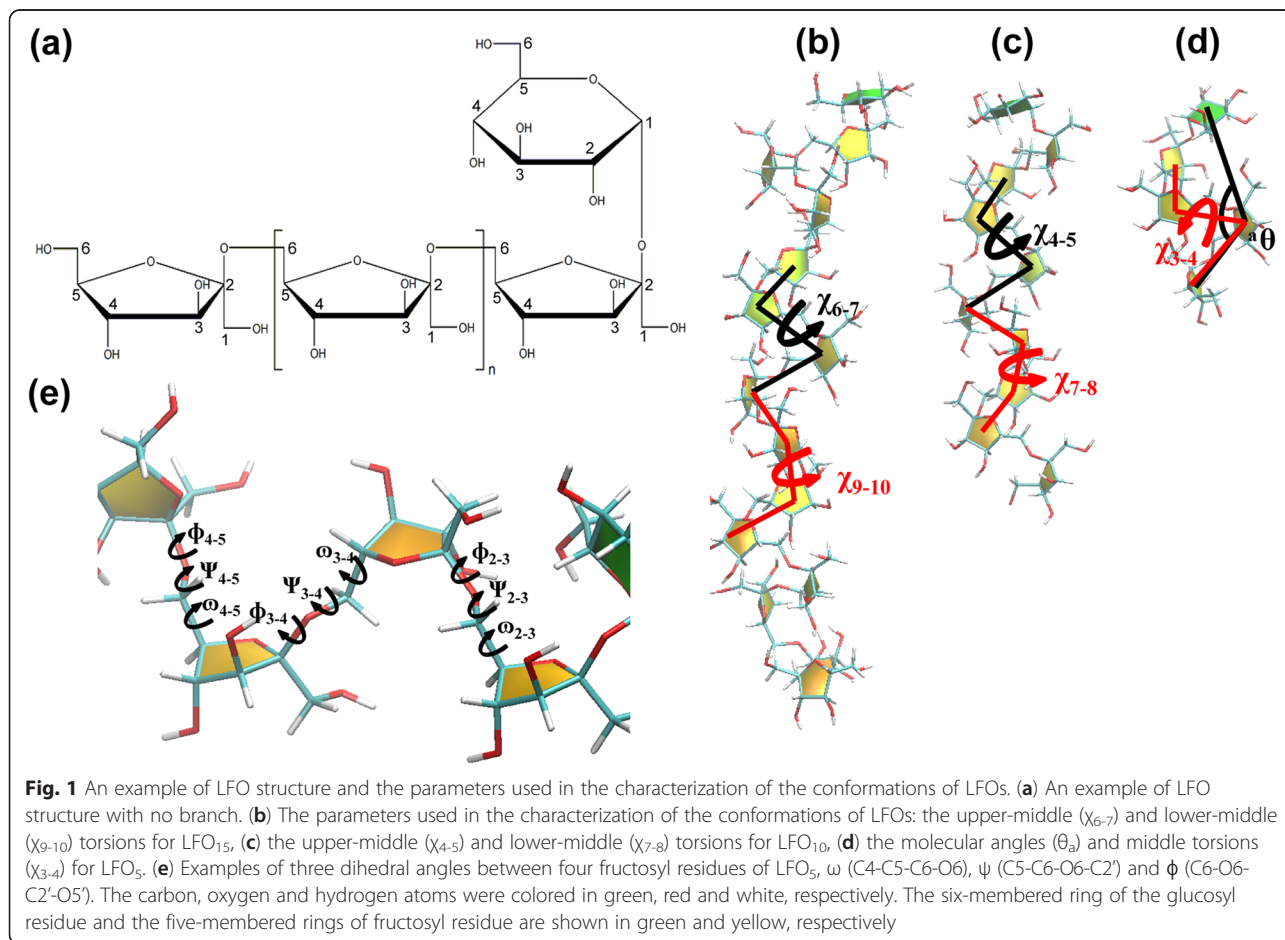 (a)
(b)
(c)
(d)
HO
6
5
O
4
OH
1
OH
3
2
OH
O
HO
6
O
6
O
6
O
5
O
2
5
O
2
5
O
2
OH
OH
OH
4
3
4
3
4
3
OH
1
OH
OH
1
OH
OH
1
OH
n
χ6-7
χ9-10
χ4-5
χ7-8
χ3-4
aθ
(e)
ϕ4-5
Ψ4-5
ω4-5
ϕ3-4
Ψ3-4
ω3-4
ϕ2-3
Ψ2-3
ω2-3
Fig. 1 An example of LFO structure and the parameters used in the characterization of the conformations of LFOs. (a) An example of LFO
structure with no branch. (b) The parameters used in the characterization of the conformations of LFOs: the upper-middle (χ6-7) and lower-middle
(χ9-10) torsions for LFO15, (c) the upper-middle (χ4-5) and lower-middle (χ7-8) torsions for LFO10, (d) the molecular angles (θa) and middle torsions
(χ3-4) for LFO5. (e) Examples of three dihedral angles between four fructosyl residues of LFO5, ω (C4-C5-C6-O6), ψ (C5-C6-O6-C2’) and ϕ (C6-O6-
C2’-O5’). The carbon, oxygen and hydrogen atoms were colored in green, red and white, respectively. The six-membered ring of the glucosyl
residue and the five-membered rings of fructosyl residue are shown in green and yellow, respectively